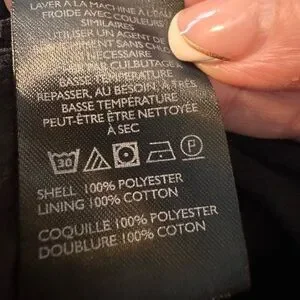 LAVER À LA MACHINE À L'EAU
FROIDE AVEC COULEURS
SIMILAIRES
UTILISER UN AGENT DE
SANS CHLORE
SI NÉCESSAIRE
PAR CULBUTAGE À
BASSE TEMPÉRATURE
REPASSER, AU BESOIN, À TRÈS
BASSE TEMPÉRATURE
PEUT-ÊTRE ÊTRE NETTOYÉE
À SEC
30 P
SHELL 100% POLYESTER
LINING 100% COTTON
COQUILLE 100% POLYESTER
DOUBLURE 100% COTON